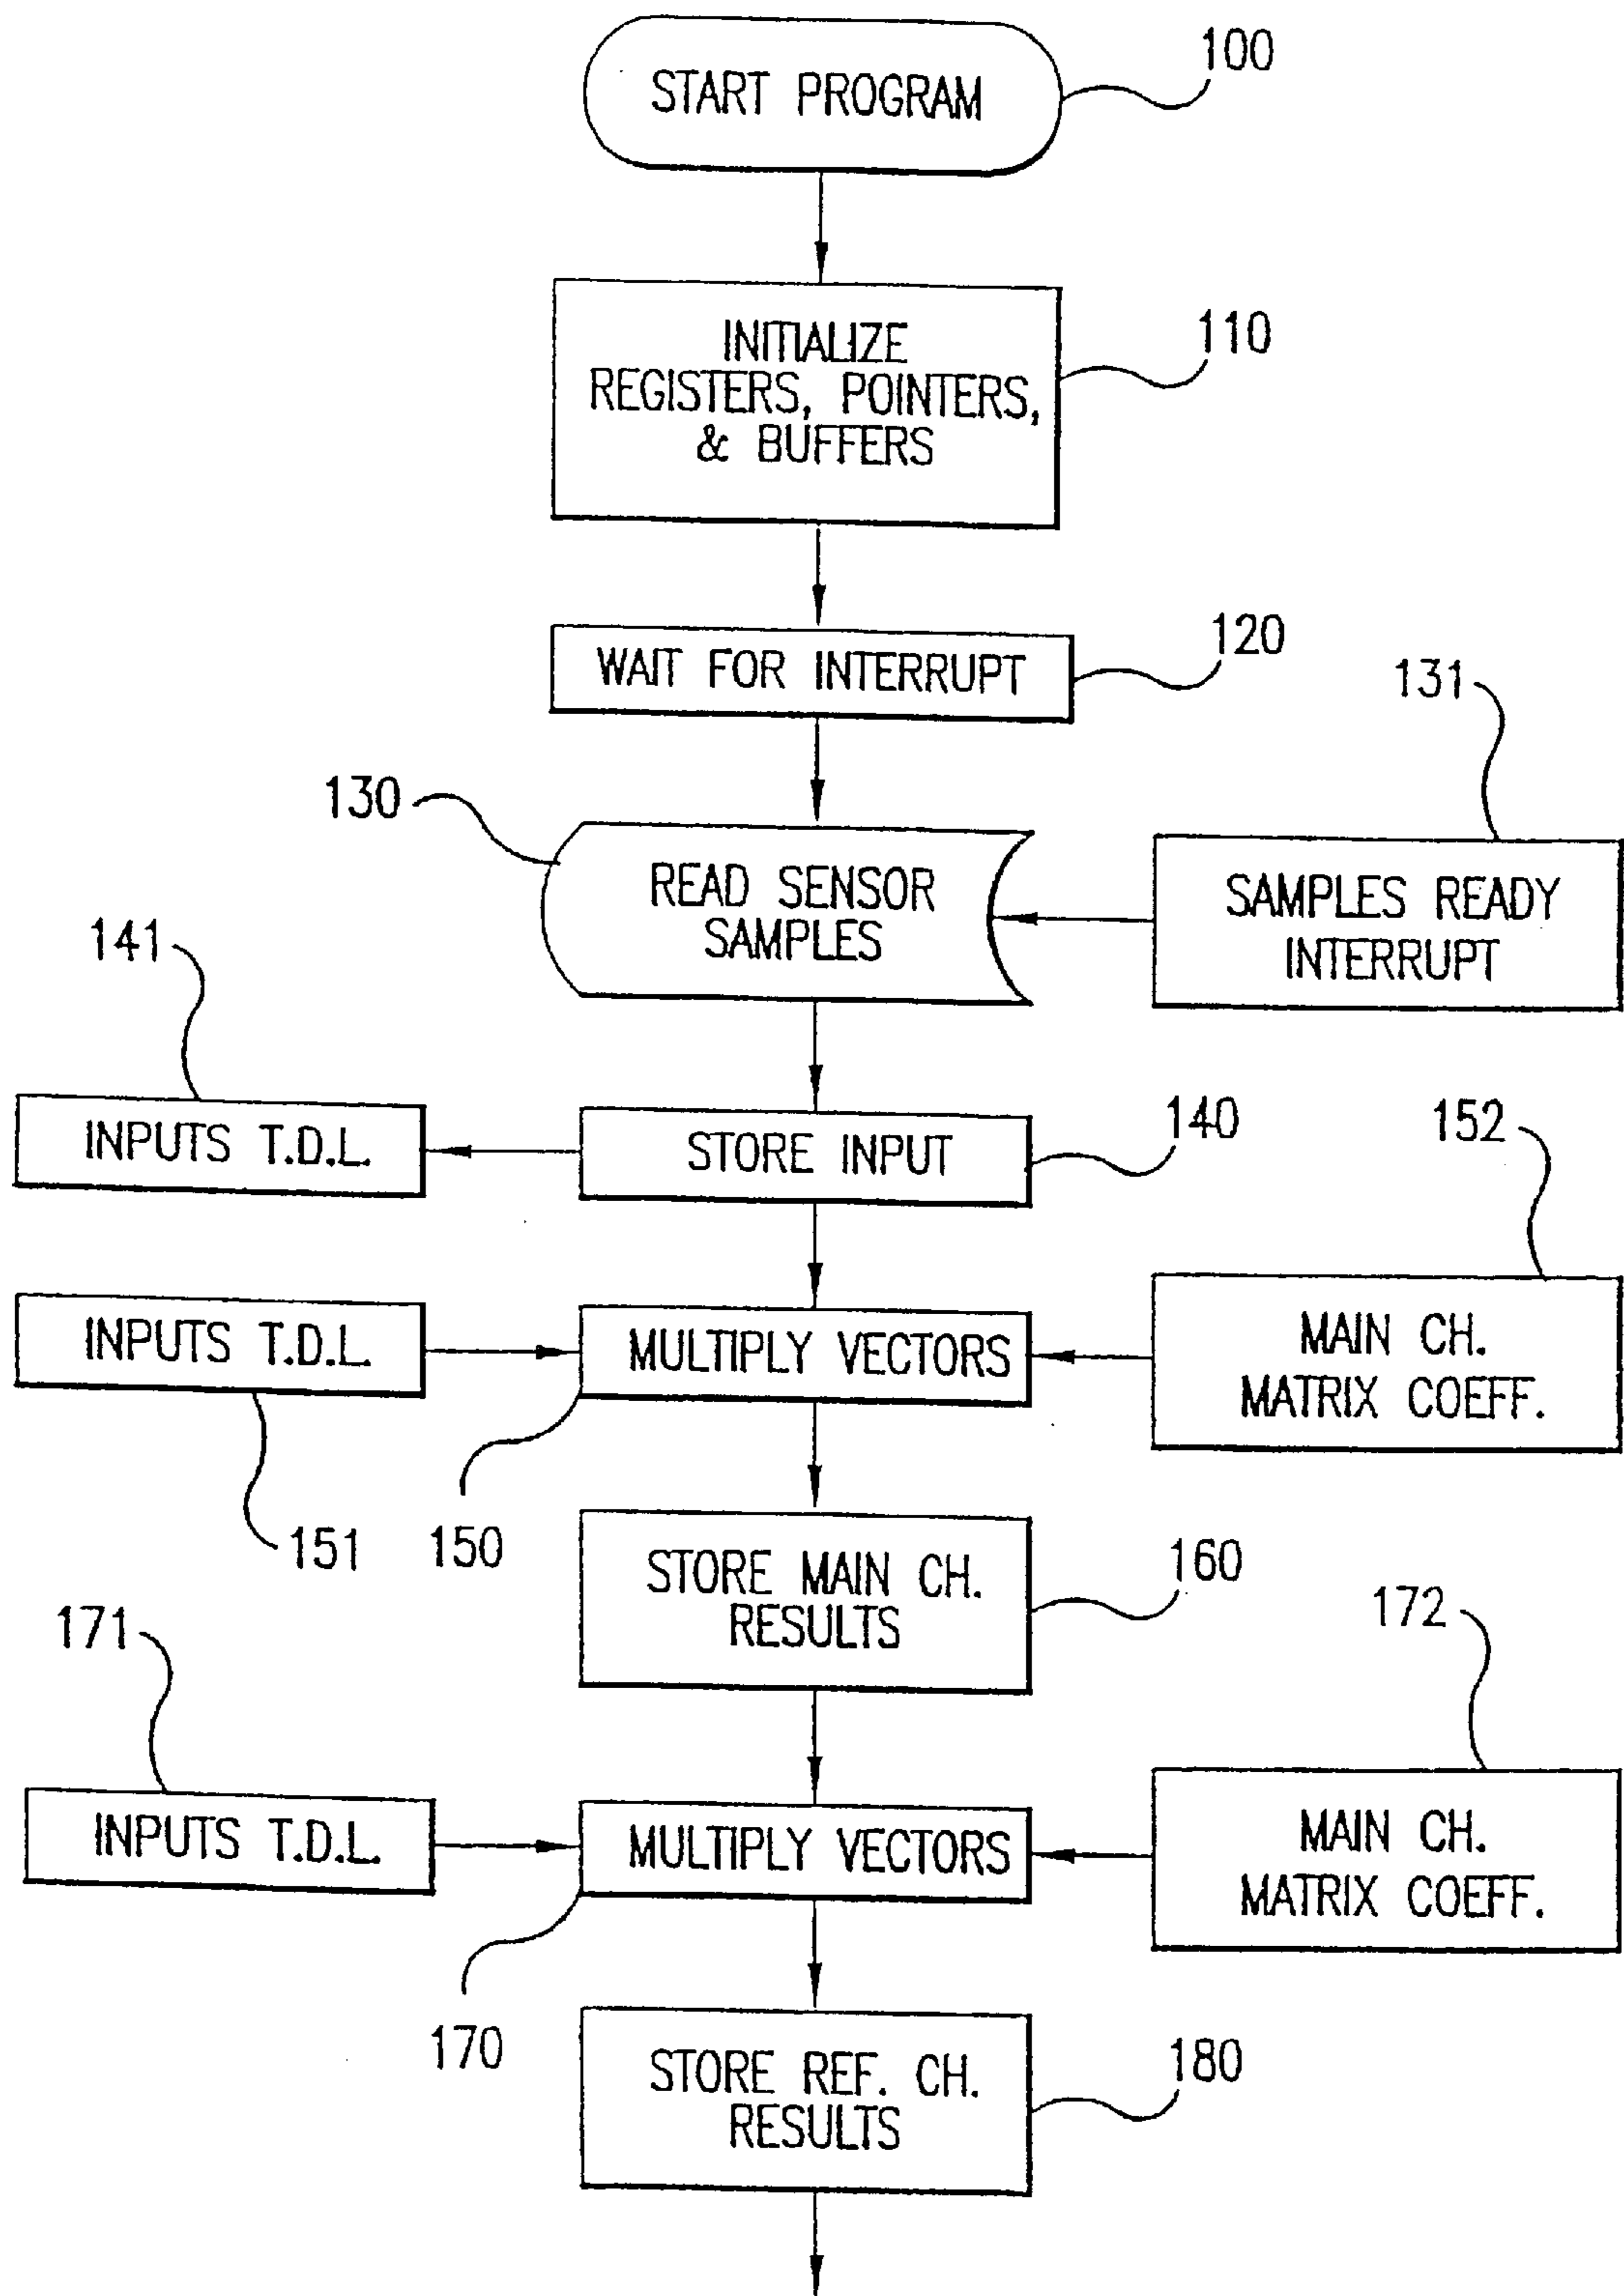 START PROGRAM
100
INITIALIZE
REGISTERS, POINTERS,
& BUFFERS
110
WAIT FOR INTERRUPT
120
131
130
READ SENSOR
SAMPLES
SAMPLES READY
INTERRUPT
141
INPUTS T.D.L.
STORE INPUT
140
152
INPUTS T.D.L.
MULTIPLY VECTORS
MAIN CH.
MATRIX COEFF.
151
150
STORE MAIN CH.
RESULTS
160
171
172
INPUTS T.D.L.
MULTIPLY VECTORS
MAIN CH.
MATRIX COEFF.
170
STORE REF. CH.
RESULTS
180